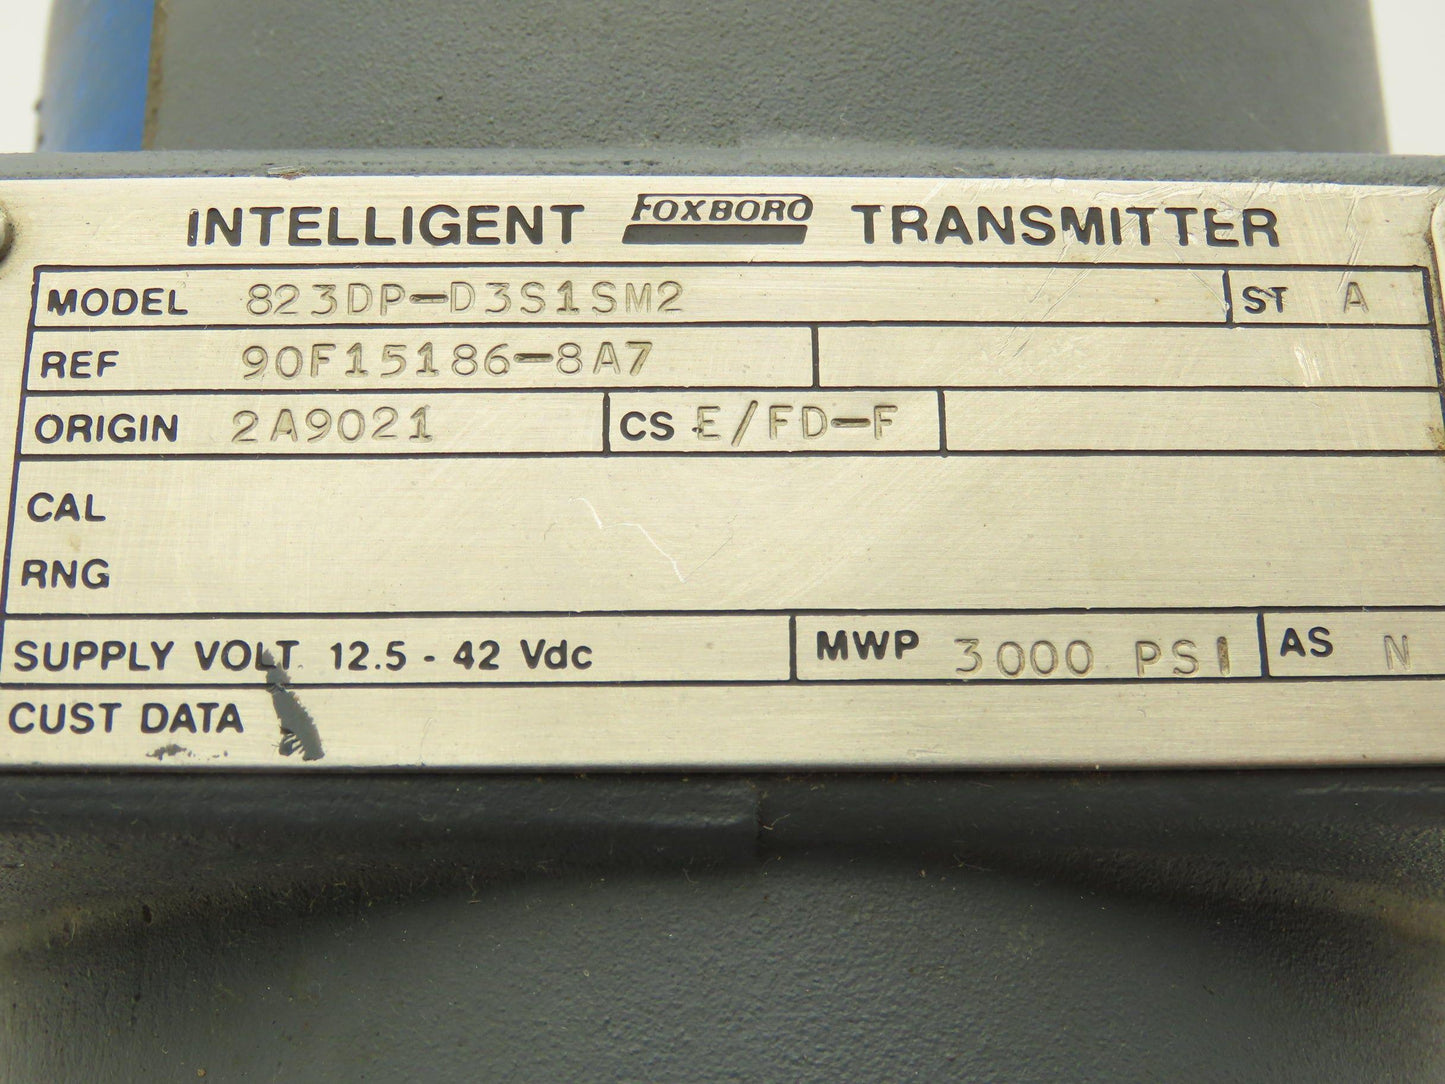 INTELLIGENT FOXBORO TRANSMITTER
MODEL 823DP-D3S1SM2 ST A
REF 90F15186-8A7
ORIGIN 2A9021 CS E/FD-F
CAL
RNG
SUPPLY VOLT 12.5 - 42 Vdc MWP 3000 PSI AS N
CUST DATA